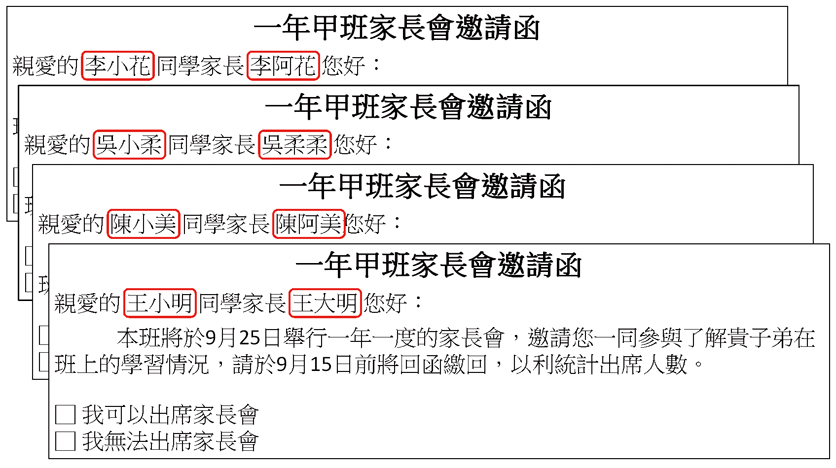 一年甲班家長會邀請函
親愛的 李小花 同學家長 李阿花 您好：
一年甲班家長會邀請函
親愛的 吳小柔 同學家長 吳柔柔 您好：
一年甲班家長會邀請函
親愛的 陳小美 同學家長 陳阿美 您好：
一年甲班家長會邀請函
親愛的 王小明 同學家長 王大明 您好：
本班將於9月25日舉行一年一度的家長會，邀請您一同參與了解貴子弟在
班上的學習情況，請於9月15日前將回函繳回，以利統計出席人數。
□ 我可以出席家長會
□ 我無法出席家長會